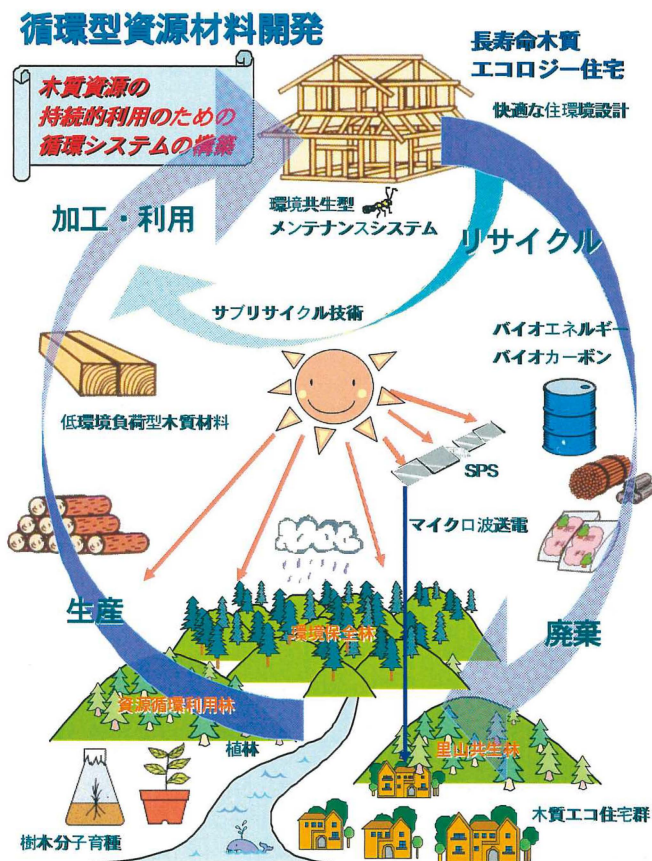 循環型資源材料開発
木質資源の
持続的利用のための
循環システムの構築
長寿命木質
エコロジー住宅
快適な住環境設計
加工・利用
環境共生型
メンテナンスシステム
リサイクル
サブリサイクル技術
バイオエネルギー
バイオカーボン
低環境負荷型木質材料
SPS
マイクロ波送電
生産
環境保全林
廃棄
資源循環利用林
植林
里山共生林
樹木分子育種
木質エコ住宅群